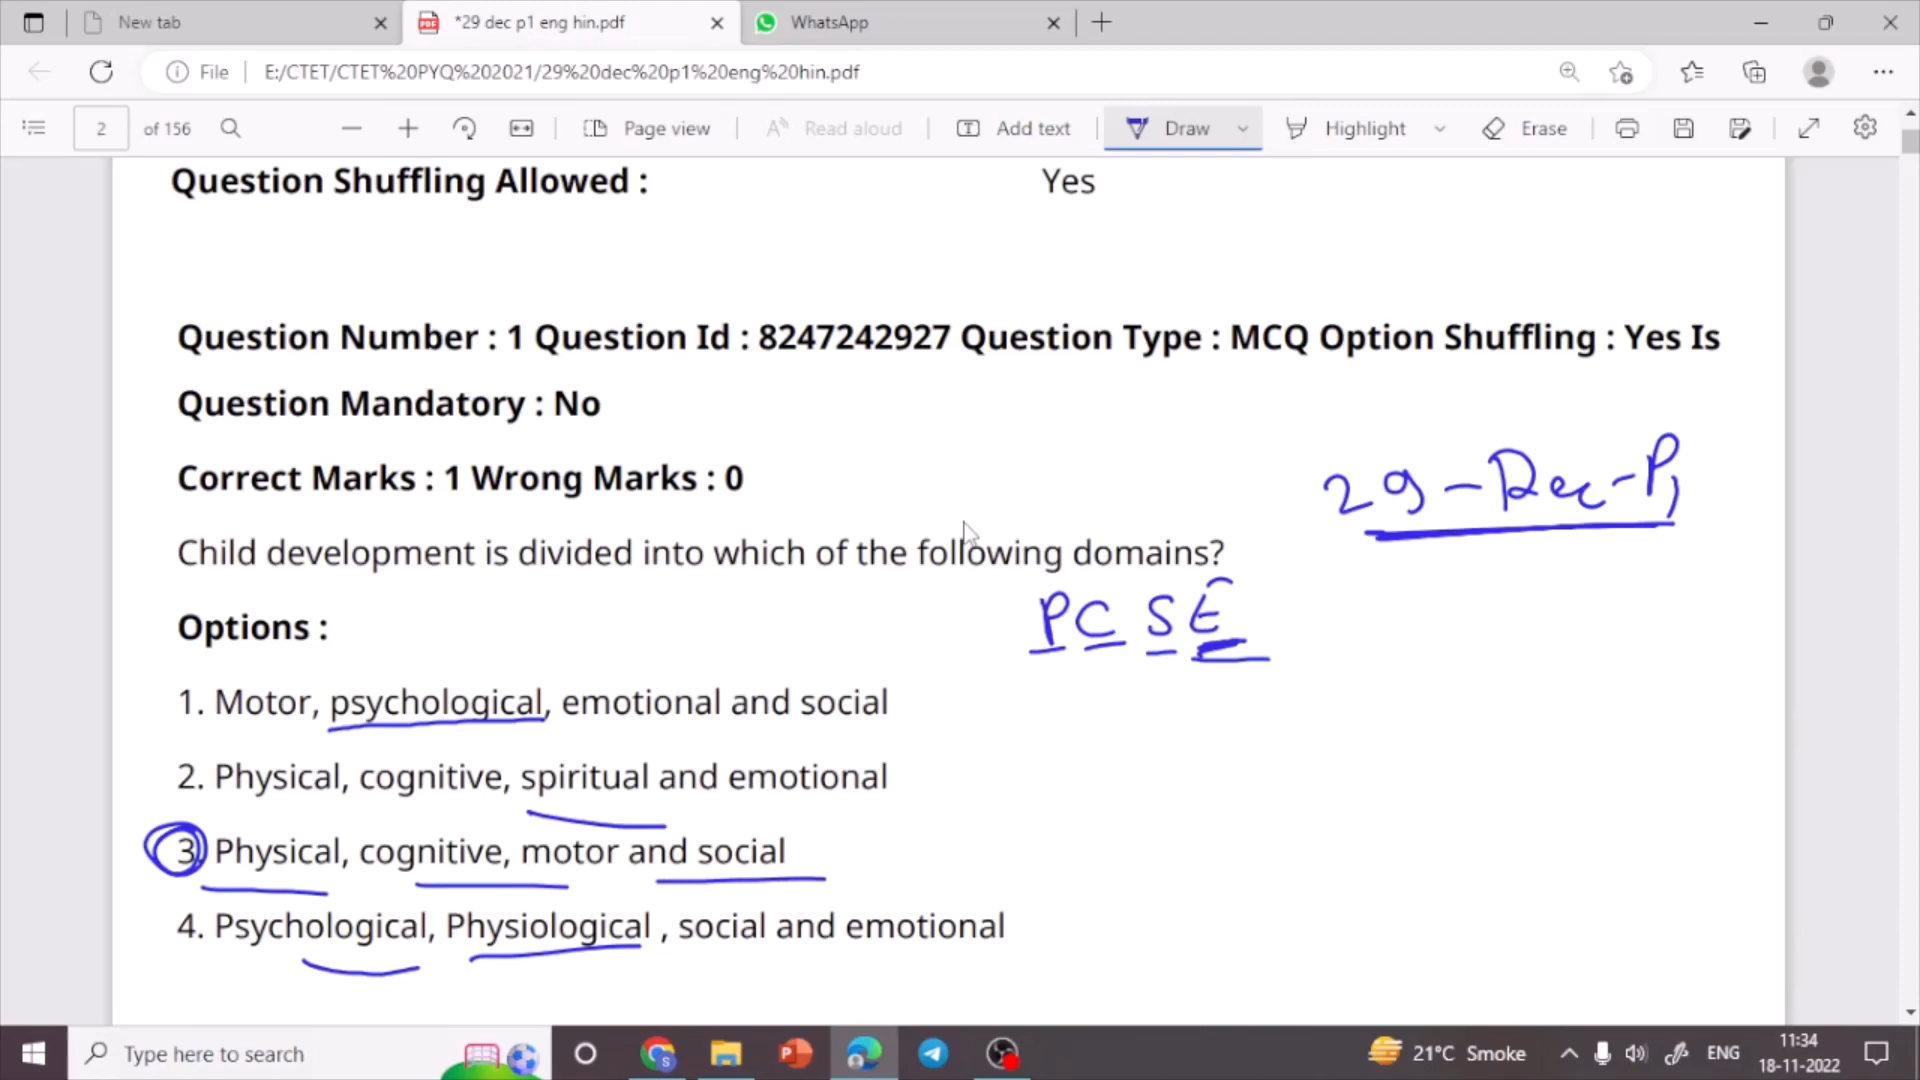 New tab
*29 dec p1 eng hin.pdf
WhatsApp
File E:/CTET/CTET%20PYQ%202021/29%20dec%20p1%20eng%20hin.pdf
2 of 156 Page view Read aloud Add text Draw Highlight Erase
Question Shuffling Allowed : Yes
Question Number : 1 Question Id : 8247242927 Question Type : MCQ Option Shuffling : Yes Is
Question Mandatory : No
Correct Marks : 1 Wrong Marks : 0
29-Dec-P1
Child development is divided into which of the following domains?
P C S E
Options :
1. Motor, psychological, emotional and social
2. Physical, cognitive, spiritual and emotional
3. Physical, cognitive, motor and social
4. Psychological, Physiological , social and emotional
Type here to search
21°C Smoke
ENG
11:34
18-11-2022